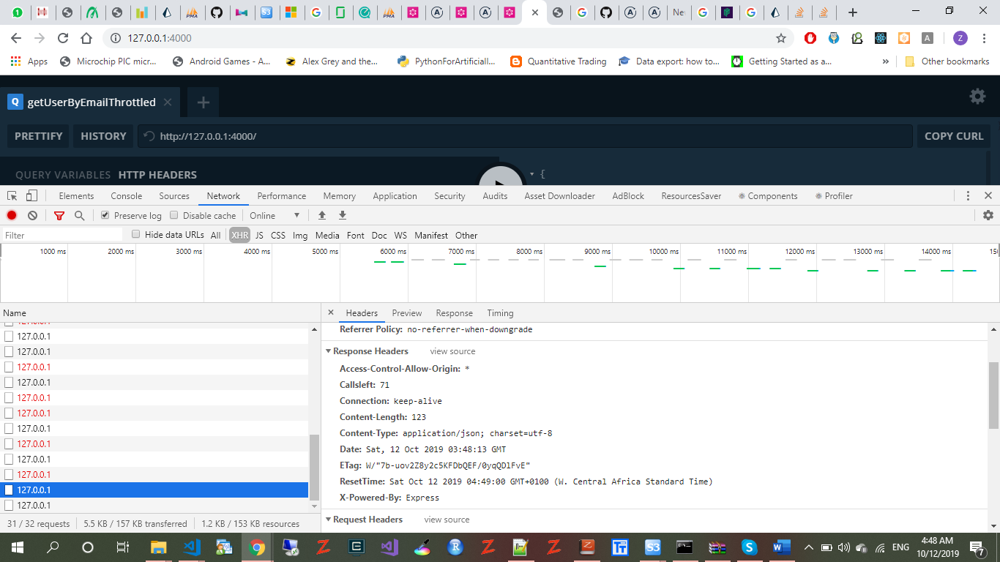 PMA
PMA
Ne
127.0.0.1:4000
A
Z
Apps
Microchip PIC micr...
Android Games - A...
Alex Grey and the...
PythonForArtificiall...
Quantitative Trading
Data export: how to...
Getting Started as a...
»
Other bookmarks
Q getUserByEmailThrottled
PRETTIFY HISTORY http://127.0.0.1:4000/ COPY CURL
QUERY VARIABLES HTTP HEADERS
{
Elements Console Sources Network Performance Memory Application Security Audits Asset Downloader AdBlock ResourcesSaver Components Profiler
Preserve log Disable cache Online
Filter Hide data URLs All XHR JS CSS Img Media Font Doc WS Manifest Other
1000 ms 2000 ms 3000 ms 4000 ms 5000 ms 6000 ms 7000 ms 8000 ms 9000 ms 10000 ms 11000 ms 12000 ms 13000 ms 14000 ms 150
Name
Headers Preview Response Timing
127.0.0.1
127.0.0.1
127.0.0.1
127.0.0.1
127.0.0.1
127.0.0.1
127.0.0.1
127.0.0.1
127.0.0.1
127.0.0.1
127.0.0.1
127.0.0.1
127.0.0.1
Referrer Policy: no-referrer-when-downgrade
Response Headers view source
Access-Control-Allow-Origin: *
Callsleft: 71
Connection: keep-alive
Content-Length: 123
Content-Type: application/json; charset=utf-8
Date: Sat, 12 Oct 2019 03:48:13 GMT
ETag: W/"7b-uov2Z8y2c5KFDbQEF/0yqQDlFvE"
ResetTime: Sat Oct 12 2019 04:49:00 GMT+0100 (W. Central Africa Standard Time)
X-Powered-By: Express
Request Headers view source
31 / 32 requests 5.5 KB / 157 KB transferred 1.2 KB / 153 KB resources
ENG
4:48 AM
10/12/2019
7